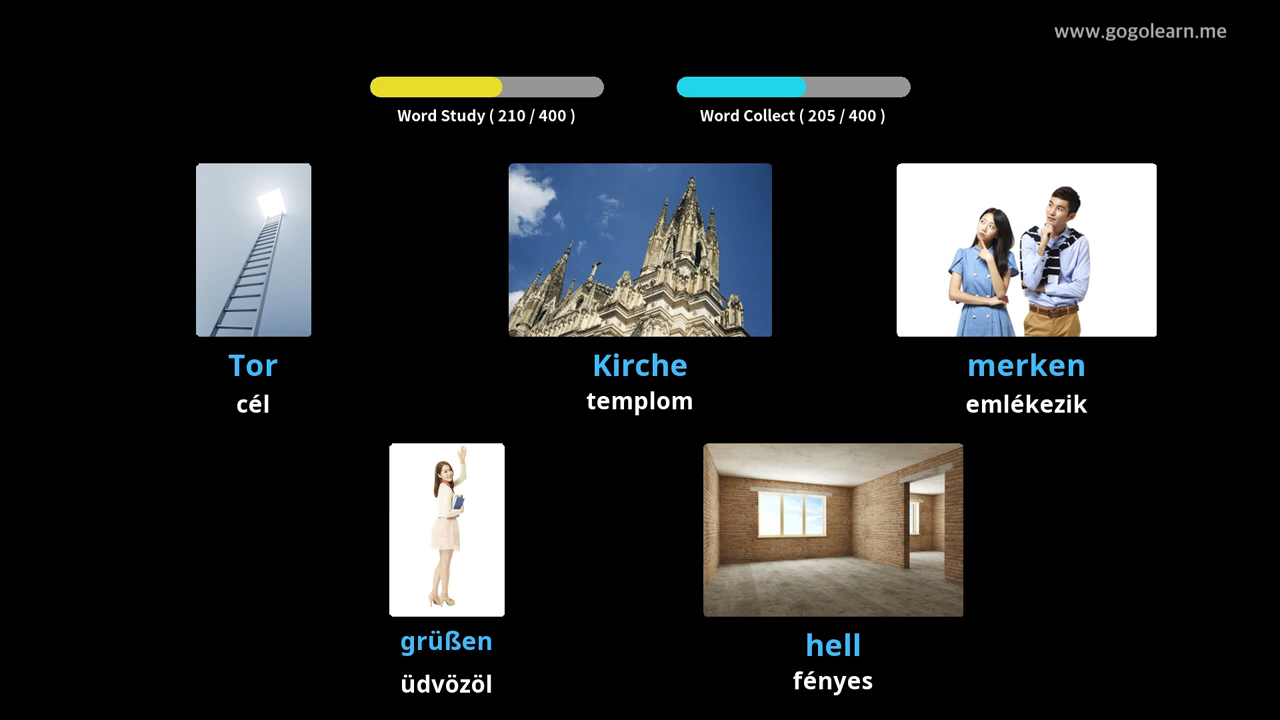 www.gogolearn.me
Word Study ( 210 / 400 )
Word Collect ( 205 / 400 )
Tor
cél
Kirche
templom
merken
emlékezik
grüßen
üdvözöl
hell
fényes